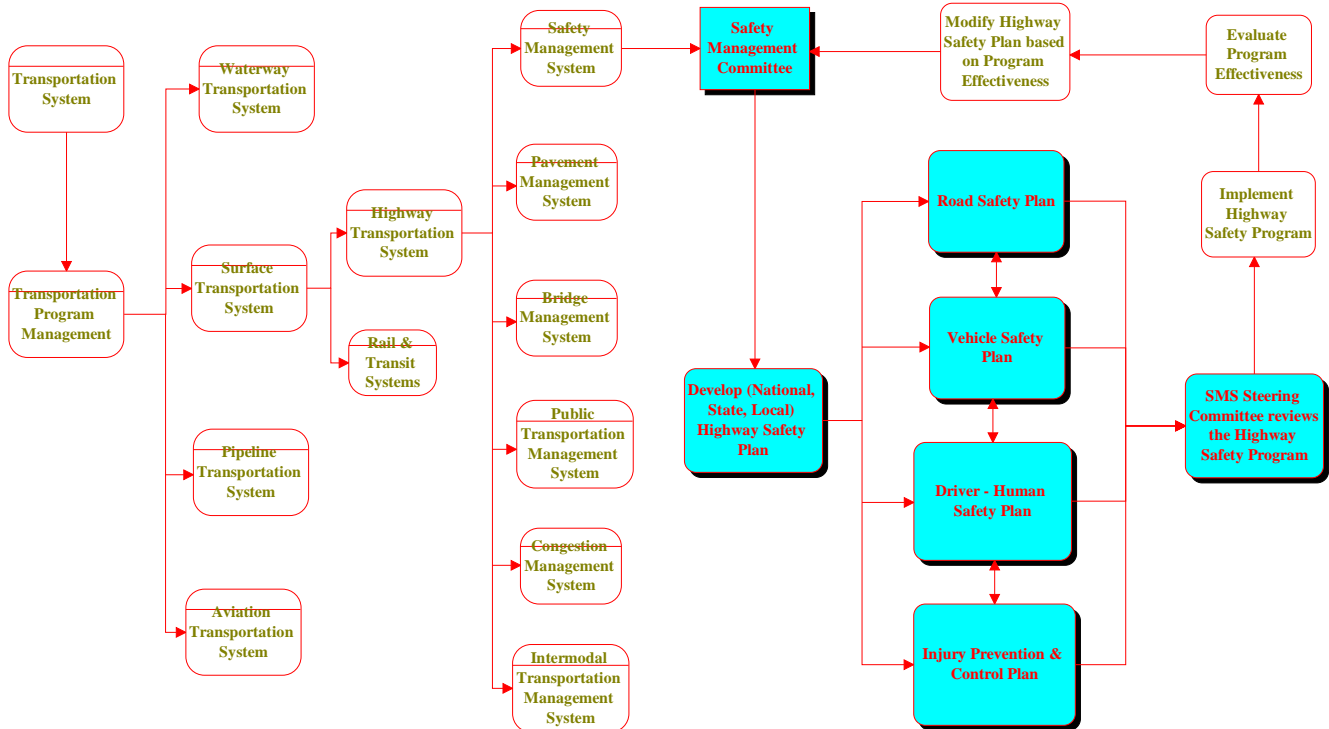 Transportation
System
Transportation
Program
Management
Waterway
Transportation
System
Surface
Transportation
System
Pipeline
Transportation
System
Aviation
Transportation
System
Highway
Transportation
System
Rail &
Transit
Systems
Safety
Management
System
Pavement
Management
System
Bridge
Management
System
Public
Transportation
Management
System
Congestion
Management
System
Intermodal
Transportation
Management
System
Safety
Management
Committee
Develop (National,
State, Local)
Highway Safety
Plan
Road Safety Plan
Vehicle Safety
Plan
Driver - Human
Safety Plan
Injury Prevention &
Control Plan
SMS Steering
Committee reviews
the Highway
Safety Program
Implement
Highway
Safety Program
Evaluate
Program
Effectiveness
Modify Highway
Safety Plan based
on Program
Effectiveness